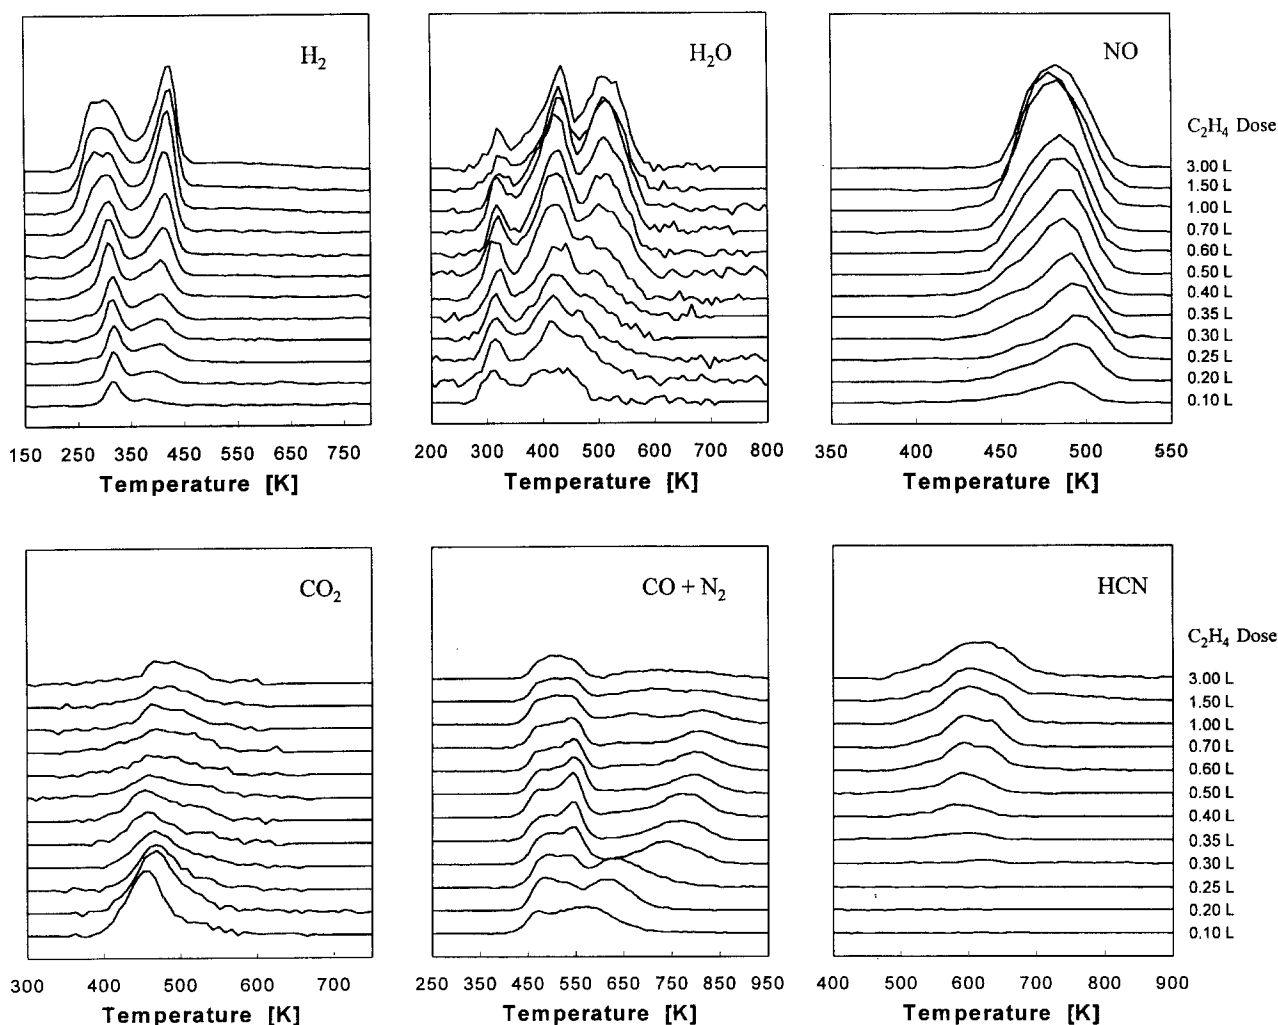 H₂
H₂O
NO
C₂H₄ Dose
3.00 L
1.50 L
1.00 L
0.70 L
0.60 L
0.50 L
0.40 L
0.35 L
0.30 L
0.25 L
0.20 L
0.10 L
150 250 350 450 550 650 750
200 300 400 500 600 700 800
350 400 450 500 550
Temperature [K]
Temperature [K]
Temperature [K]
CO₂
CO + N₂
HCN
C₂H₄ Dose
3.00 L
1.50 L
1.00 L
0.70 L
0.60 L
0.50 L
0.40 L
0.35 L
0.30 L
0.25 L
0.20 L
0.10 L
300 400 500 600 700
250 350 450 550 650 750 850 950
400 500 600 700 800 900
Temperature [K]
Temperature [K]
Temperature [K]